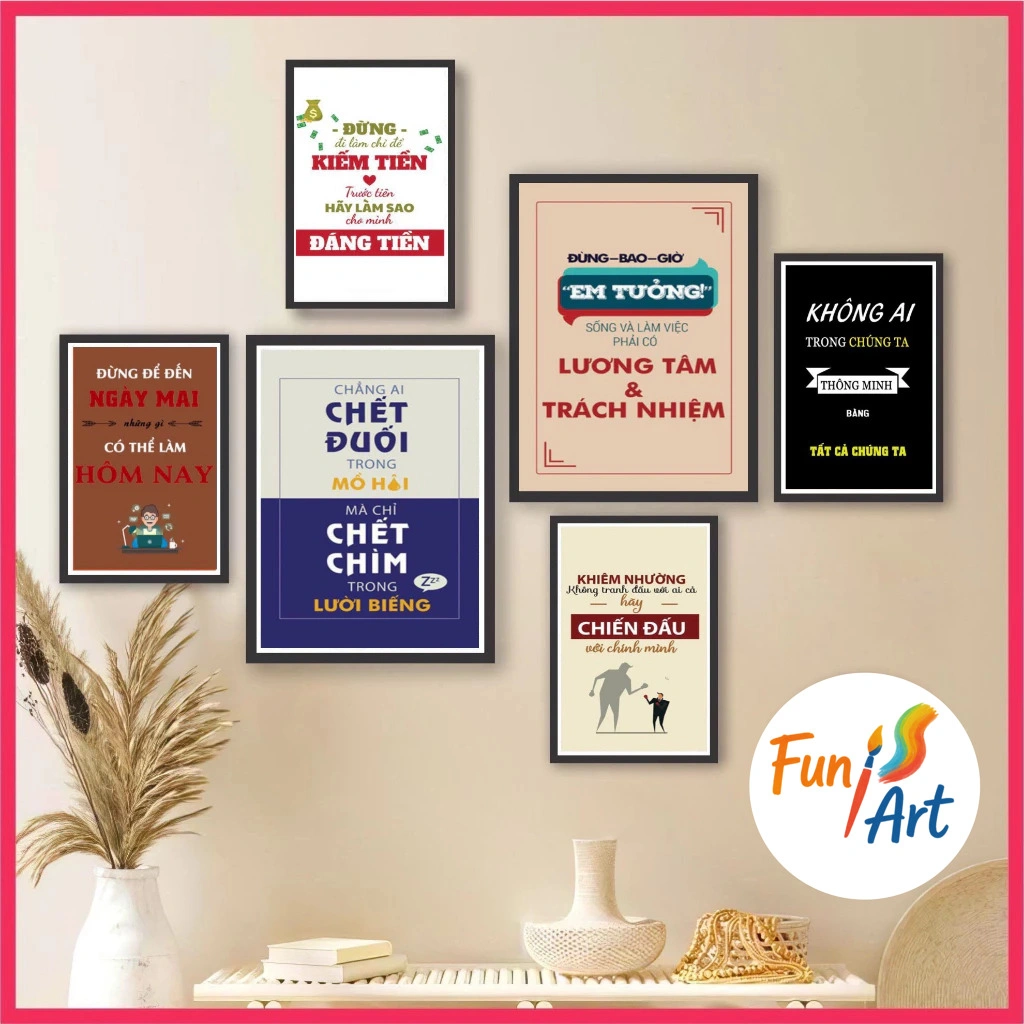 - ĐỪNG -
đi làm chỉ để
KIẾM TIỀN
Trước tiên
HÃY LÀM SAO
cho mình
ĐÁNG TIỀN
ĐỪNG ĐỂ ĐẾN
NGÀY MAI
những gì
CÓ THỂ LÀM
HÔM NAY
CHẲNG AI
CHẾT
ĐUỐI
TRONG
MỒ HÔI
MÀ CHỈ
CHẾT
CHÌM
TRONG
ZZZ
LƯỜI BIẾNG
ĐỪNG-BAO-GIỜ
"EM TƯỞNG!"
SỐNG VÀ LÀM VIỆC
PHẢI CÓ
LƯƠNG TÂM
&
TRÁCH NHIỆM
KHÔNG AI
TRONG CHÚNG TA
THÔNG MINH
BẰNG
TẤT CẢ CHÚNG TA
KHIÊM NHƯỜNG
Không tranh đấu với ai cả
hãy
CHIẾN ĐẤU
với chính mình
Fun
Art